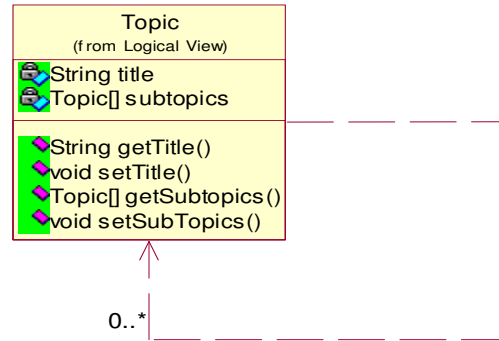 Topic
(from Logical View)
String title
Topic[] subtopics
String getTitle()
void setTitle()
Topic[] getSubtopics()
void setSubTopics()
0..*